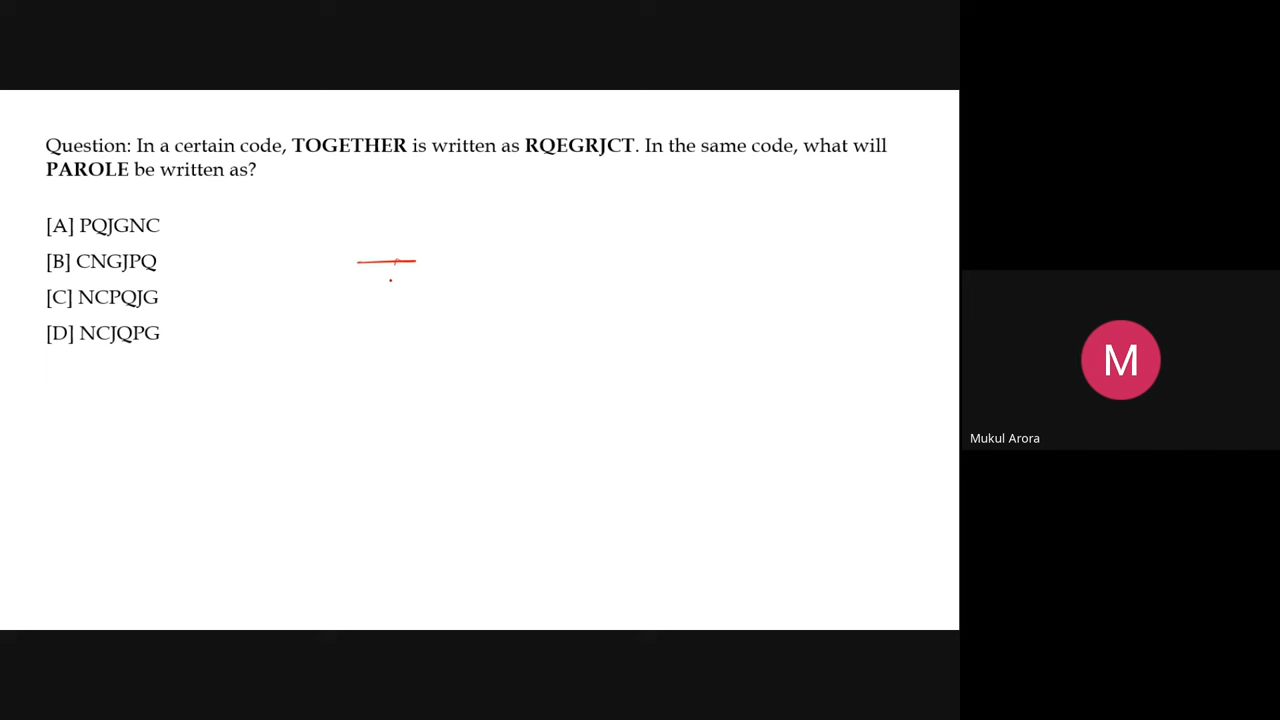 Question: In a certain code, TOGETHER is written as RQEGRJCT. In the same code, what will
PAROLE be written as?
[A] PQJGNC
[B] CNGJPQ
[C] NCPQJG
[D] NCJQPG
M
Mukul Arora